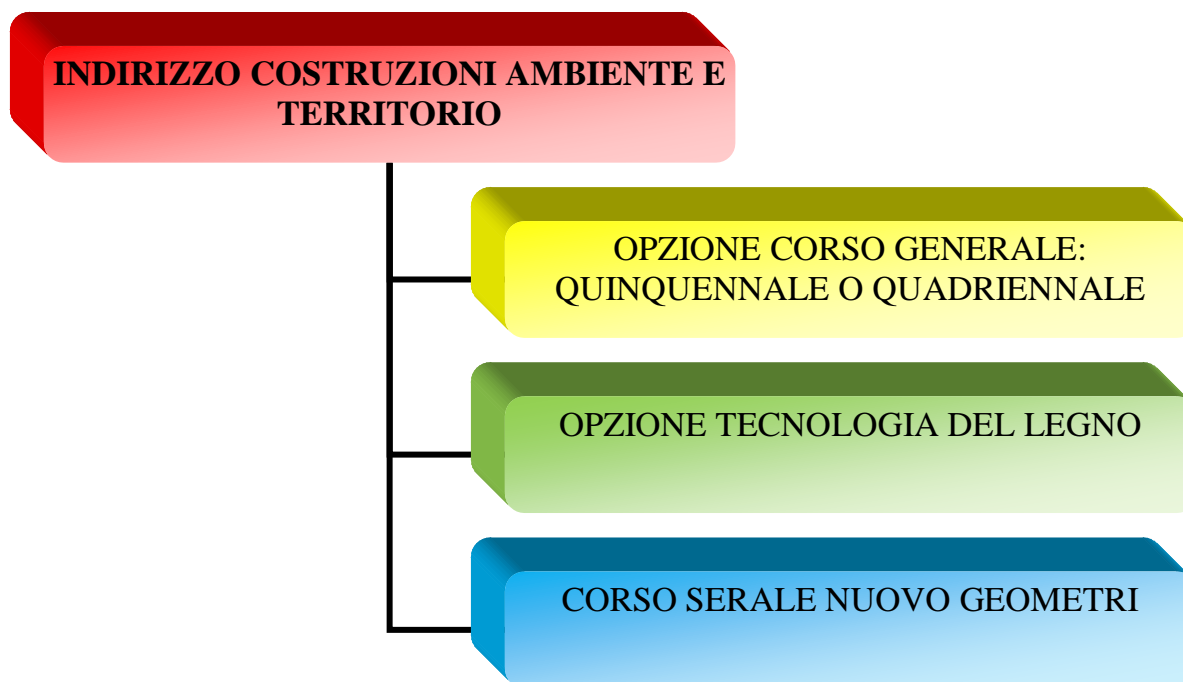 INDIRIZZO COSTRUZIONI AMBIENTE E
TERRITORIO
OPZIONE CORSO GENERALE:
QUINQUENNALE O QUADRIENNALE
OPZIONE TECNOLOGIA DEL LEGNO
CORSO SERALE NUOVO GEOMETRI